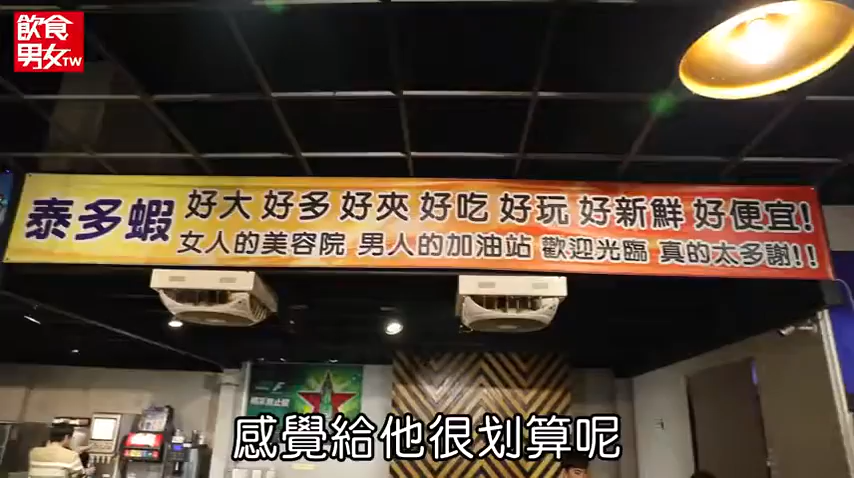 飲食
男女TW
泰多蝦
好大 好多 好夾 好吃 好玩 好新鮮 好便宜!
女人的美容院 男人的加油站 歡迎光臨 真的太多謝!!
感覺給他很划算呢